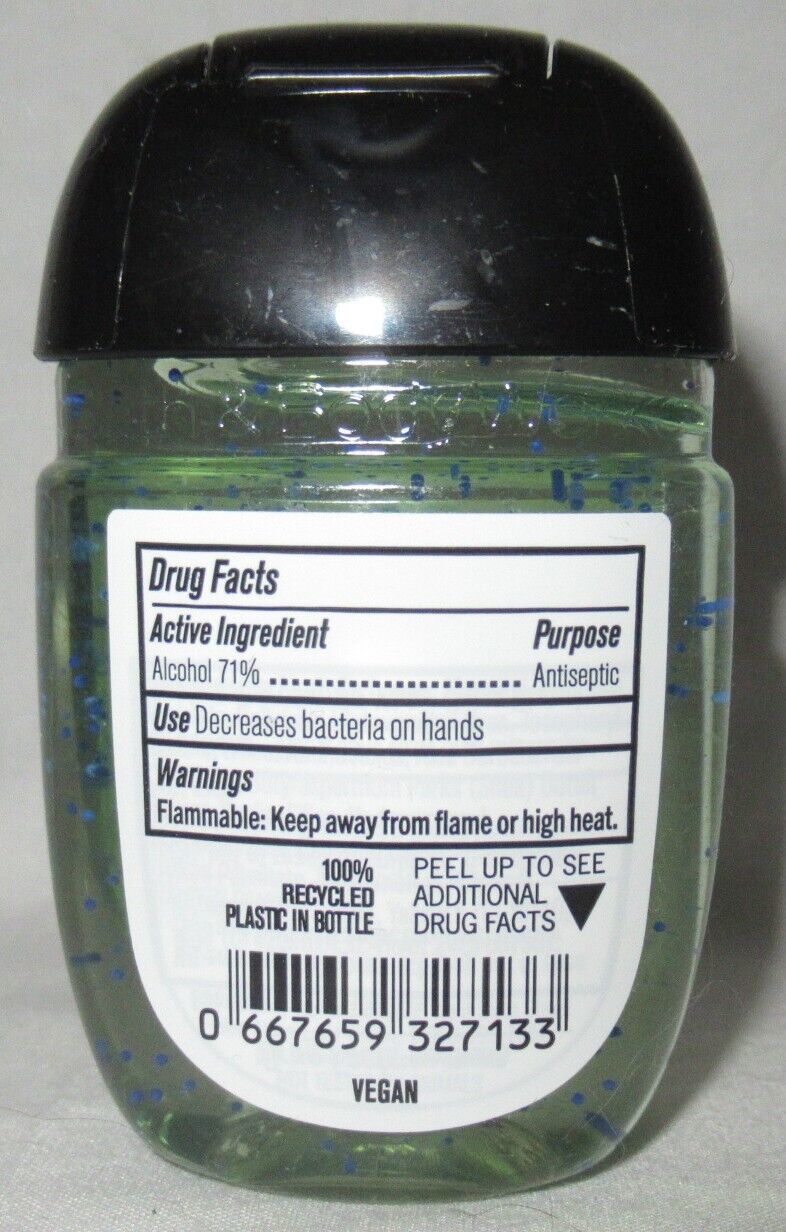 Drug Facts
Active Ingredient Purpose
Alcohol 71% ........................ Antiseptic
Use Decreases bacteria on hands
Warnings
Flammable: Keep away from flame or high heat.
100%
RECYCLED
PLASTIC IN BOTTLE
PEEL UP TO SEE
ADDITIONAL
DRUG FACTS
0 667659 327133
VEGAN